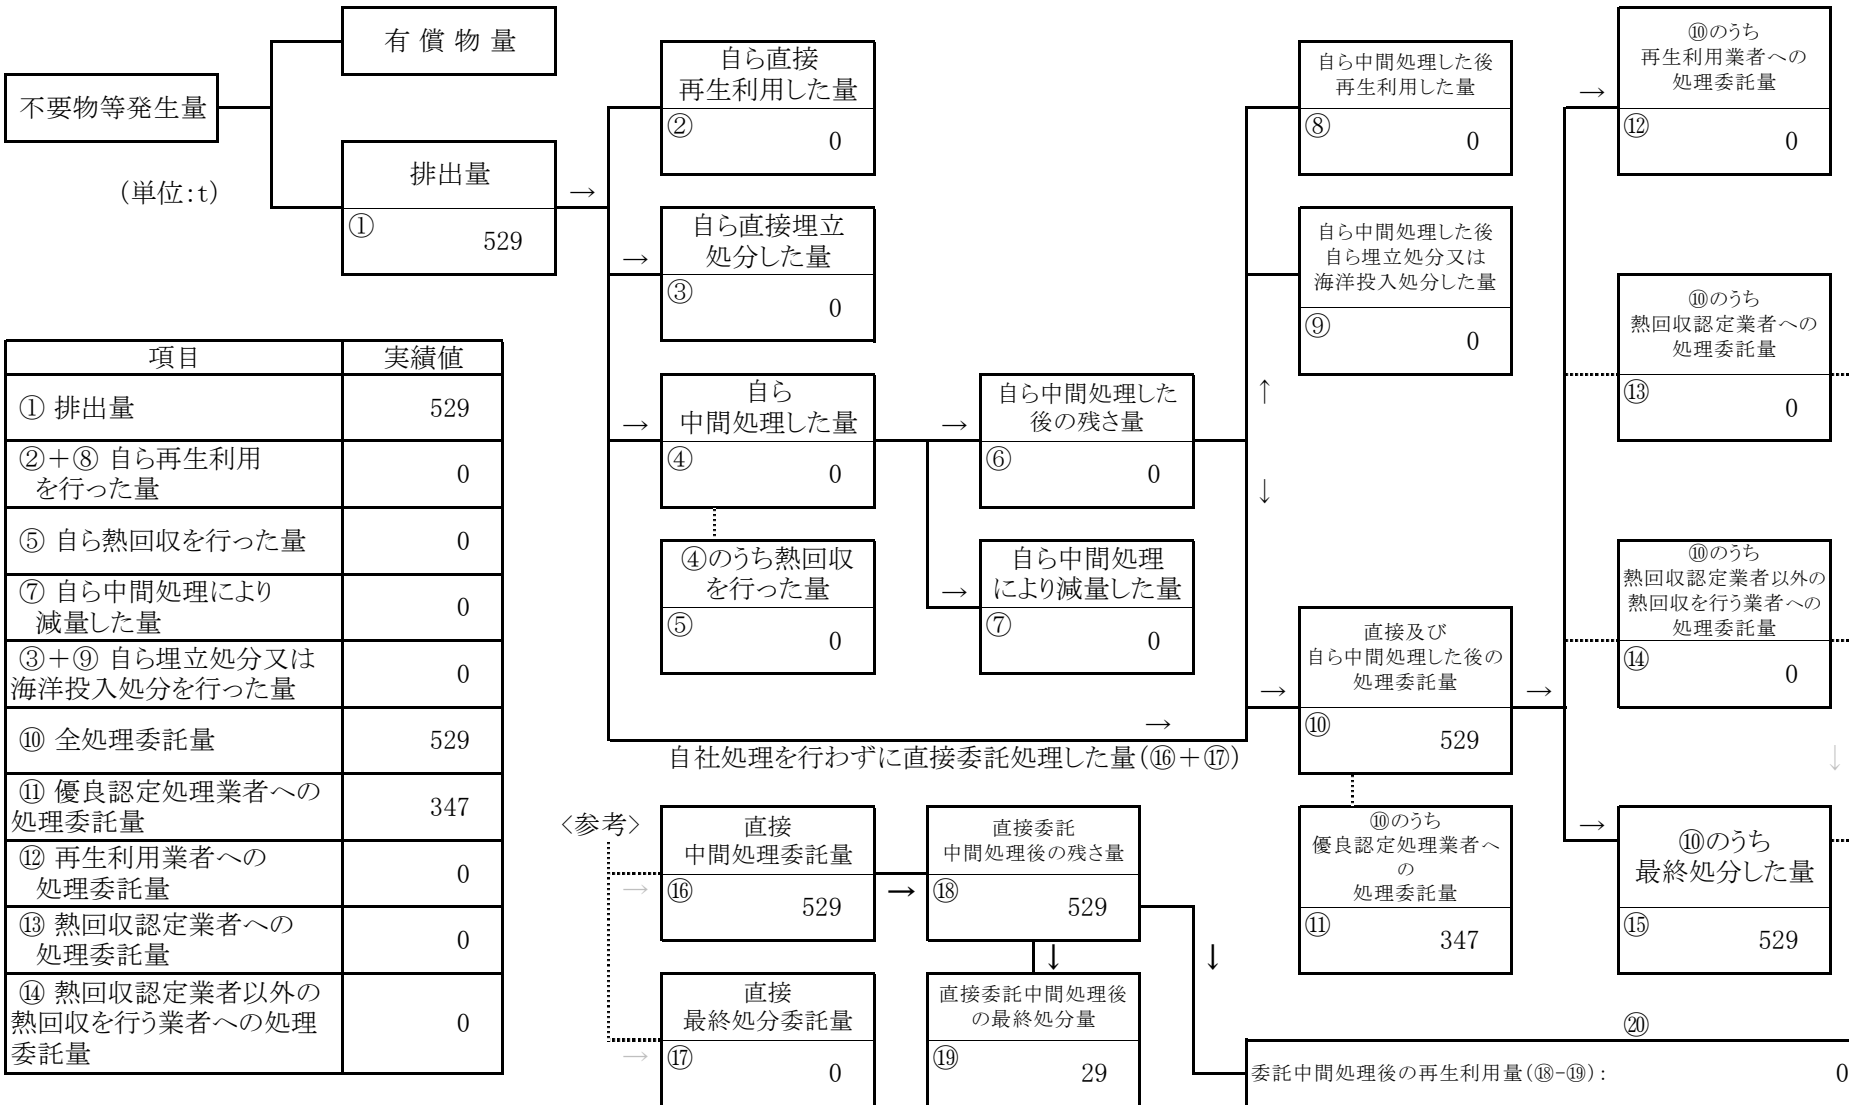 有償物量
不要物等発生量
(単位:t)
排出量
①
529
→
自ら直接
再生利用した量
②
0
→
自ら直接埋立
処分した量
③
0
→
自ら
中間処理した量
④
0
④のうち熱回収
を行った量
⑤
0
→
自ら中間処理した
後の残さ量
⑥
0
→
自ら中間処理
により減量した量
⑦
0
↑
↓
自ら中間処理した後
再生利用した量
⑧
0
自ら中間処理した後
自ら埋立処分又は
海洋投入処分した量
⑨
0
→
自社処理を行わずに直接委託処理した量(⑯+⑰)
→
直接及び
自ら中間処理した後の
処理委託量
⑩
529
⑩のうち
優良認定処理業者へ
の
処理委託量
⑪
347
→
→
⑩のうち
再生利用業者への
処理委託量
⑫
0
⑩のうち
熱回収認定業者への
処理委託量
⑬
0
⑩のうち
熱回収認定業者以外の
熱回収を行う業者への
処理委託量
⑭
0
↓
→
⑩のうち
最終処分した量
⑮
529
項目 実績値
① 排出量 529
②+⑧ 自ら再生利用
を行った量 0
⑤ 自ら熱回収を行った量 0
⑦ 自ら中間処理により
減量した量 0
③+⑨ 自ら埋立処分又は
海洋投入処分を行った量 0
⑩ 全処理委託量 529
⑪ 優良認定処理業者への
処理委託量 347
⑫ 再生利用業者への
処理委託量 0
⑬ 熱回収認定業者への
処理委託量 0
⑭ 熱回収認定業者以外の
熱回収を行う業者への処理
委託量 0
<参考>
→
直接
中間処理委託量
⑯
529
→
直接委託
中間処理後の残さ量
⑱
529
↓
↓
→
直接
最終処分委託量
⑰
0
直接委託中間処理後
の最終処分量
⑲
29
⑳
委託中間処理後の再生利用量(⑱-⑲): 0